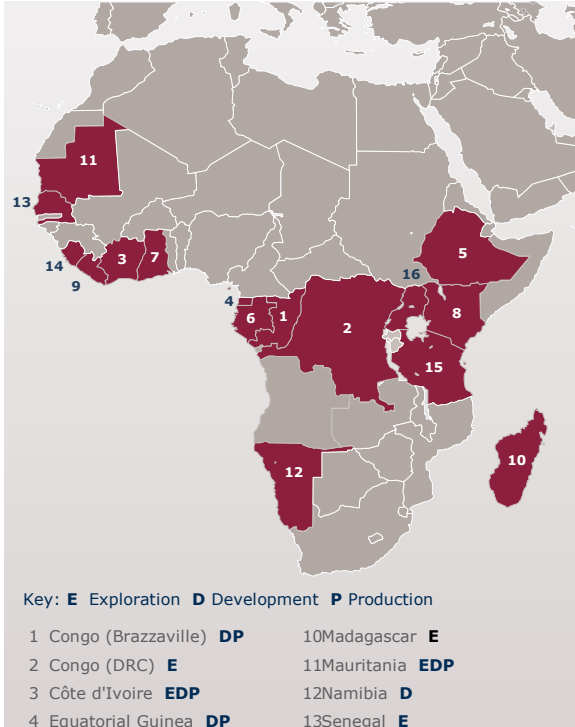 11
13
5
7
3
16
14
9
4
6
1
8
2
15
10
12
Key: E Exploration D Development P Production
1 Congo (Brazzaville) DP
10Madagascar E
2 Congo (DRC) E
11Mauritania EDP
3 Côte d'Ivoire EDP
12Namibia D
4 Equatorial Guinea DP
13Senegal E